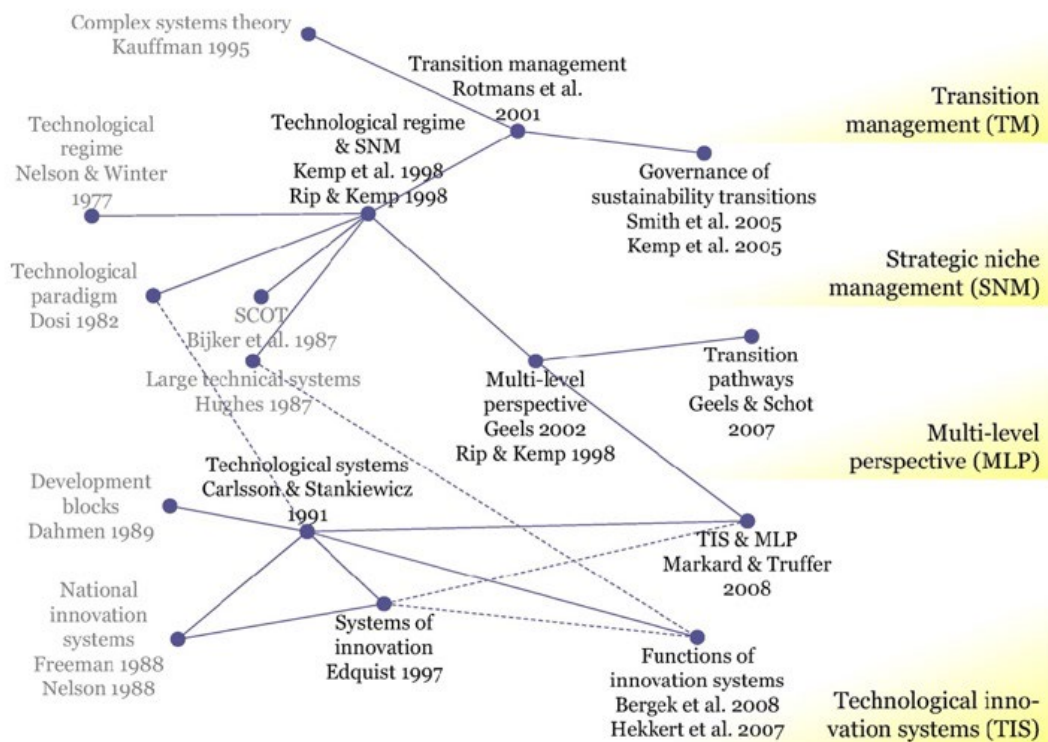 Complex systems theory
Kauffman 1995
Transition management
Rotmans et al.
2001
Transition
management (TM)
Technological
regime
Nelson & Winter
1977
Technological regime
& SNM
Kemp et al. 1998
Rip & Kemp 1998
Governance of
sustainability transitions
Smith et al. 2005
Kemp et al. 2005
Strategic niche
management (SNM)
Technological
paradigm
Dosi 1982
SCOT
Bijker et al. 1987
Large technical systems
Hughes 1987
Multi-level
perspective
Geels 2002
Rip & Kemp 1998
Transition
pathways
Geels & Schot
2007
Multi-level
perspective (MLP)
Development
blocks
Dahmen 1989
Technological systems
Carlsson & Stankiewicz
1991
TIS & MLP
Markard & Truffer
2008
National
innovation
systems
Freeman 1988
Nelson 1988
Systems of
innovation
Edquist 1997
Functions of
innovation systems
Bergek et al. 2008
Hekkert et al. 2007
Technological inno-
vation systems (TIS)